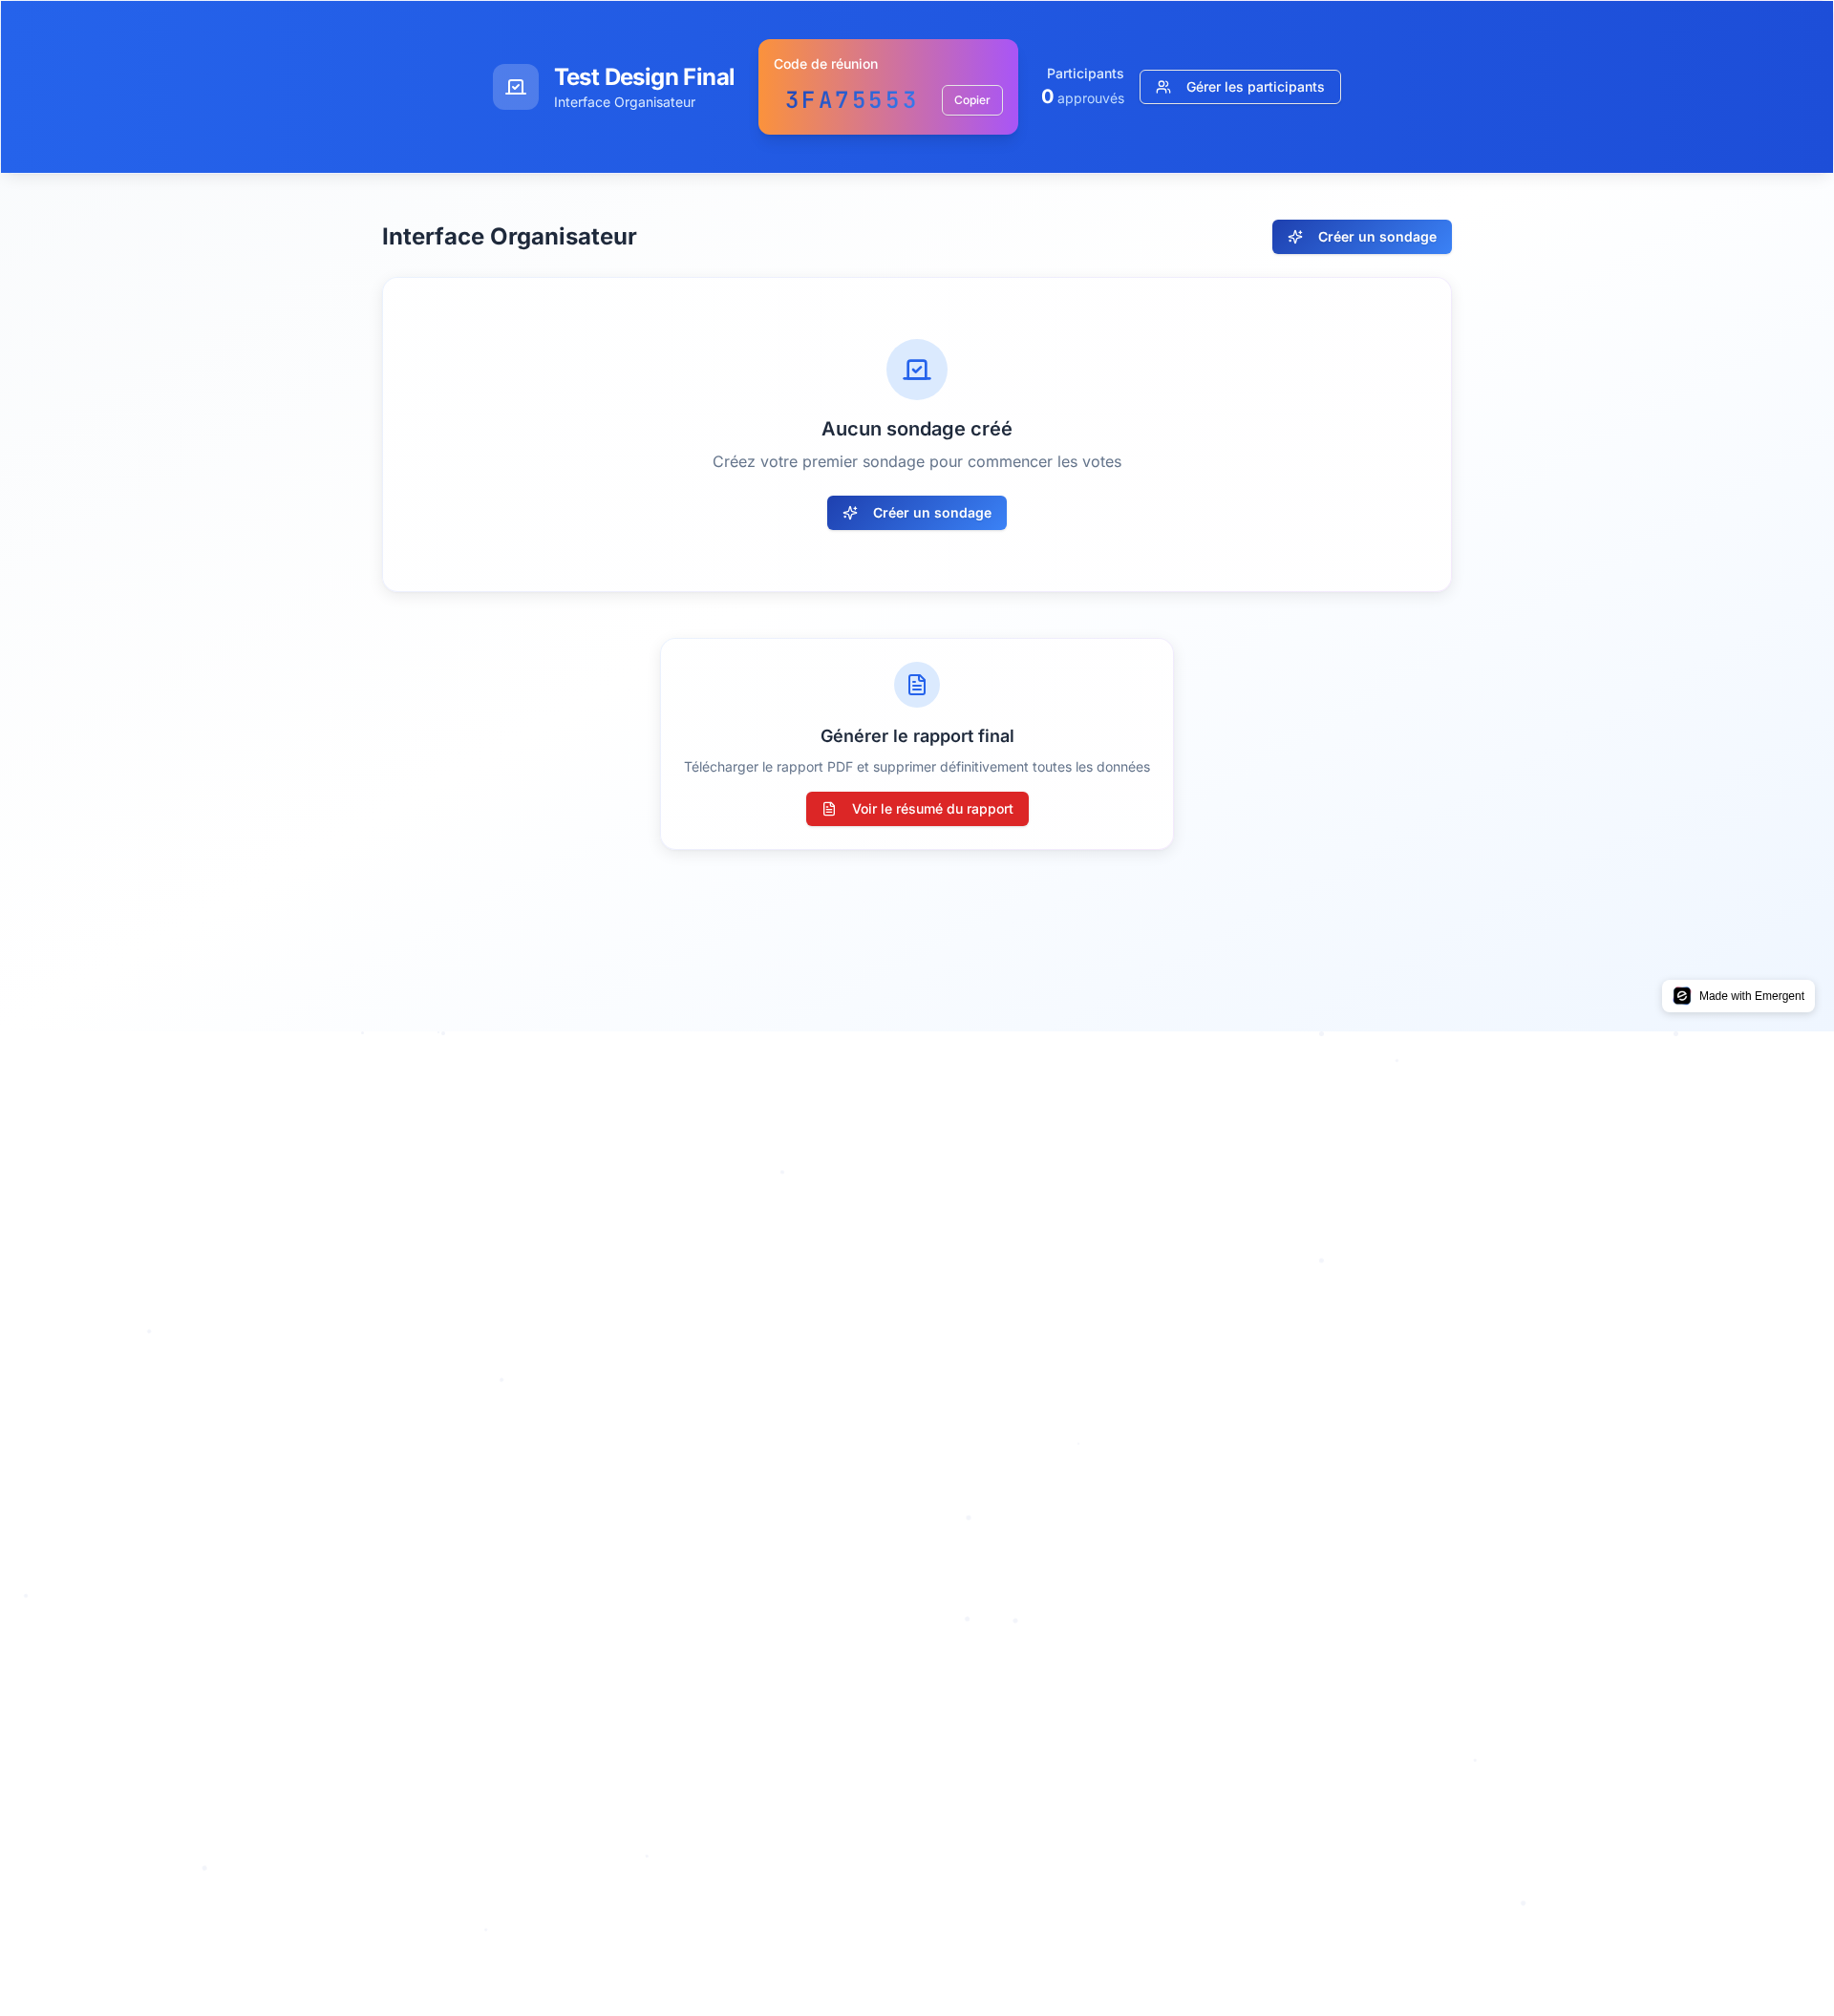 Test Design Final
Interface Organisateur
Code de réunion
3FA75553
Copier
Participants
0 approuvés
Gérer les participants
Interface Organisateur
Créer un sondage
Aucun sondage créé
Créez votre premier sondage pour commencer les votes
Créer un sondage
Générer le rapport final
Télécharger le rapport PDF et supprimer définitivement toutes les données
Voir le résumé du rapport
Made with Emergent